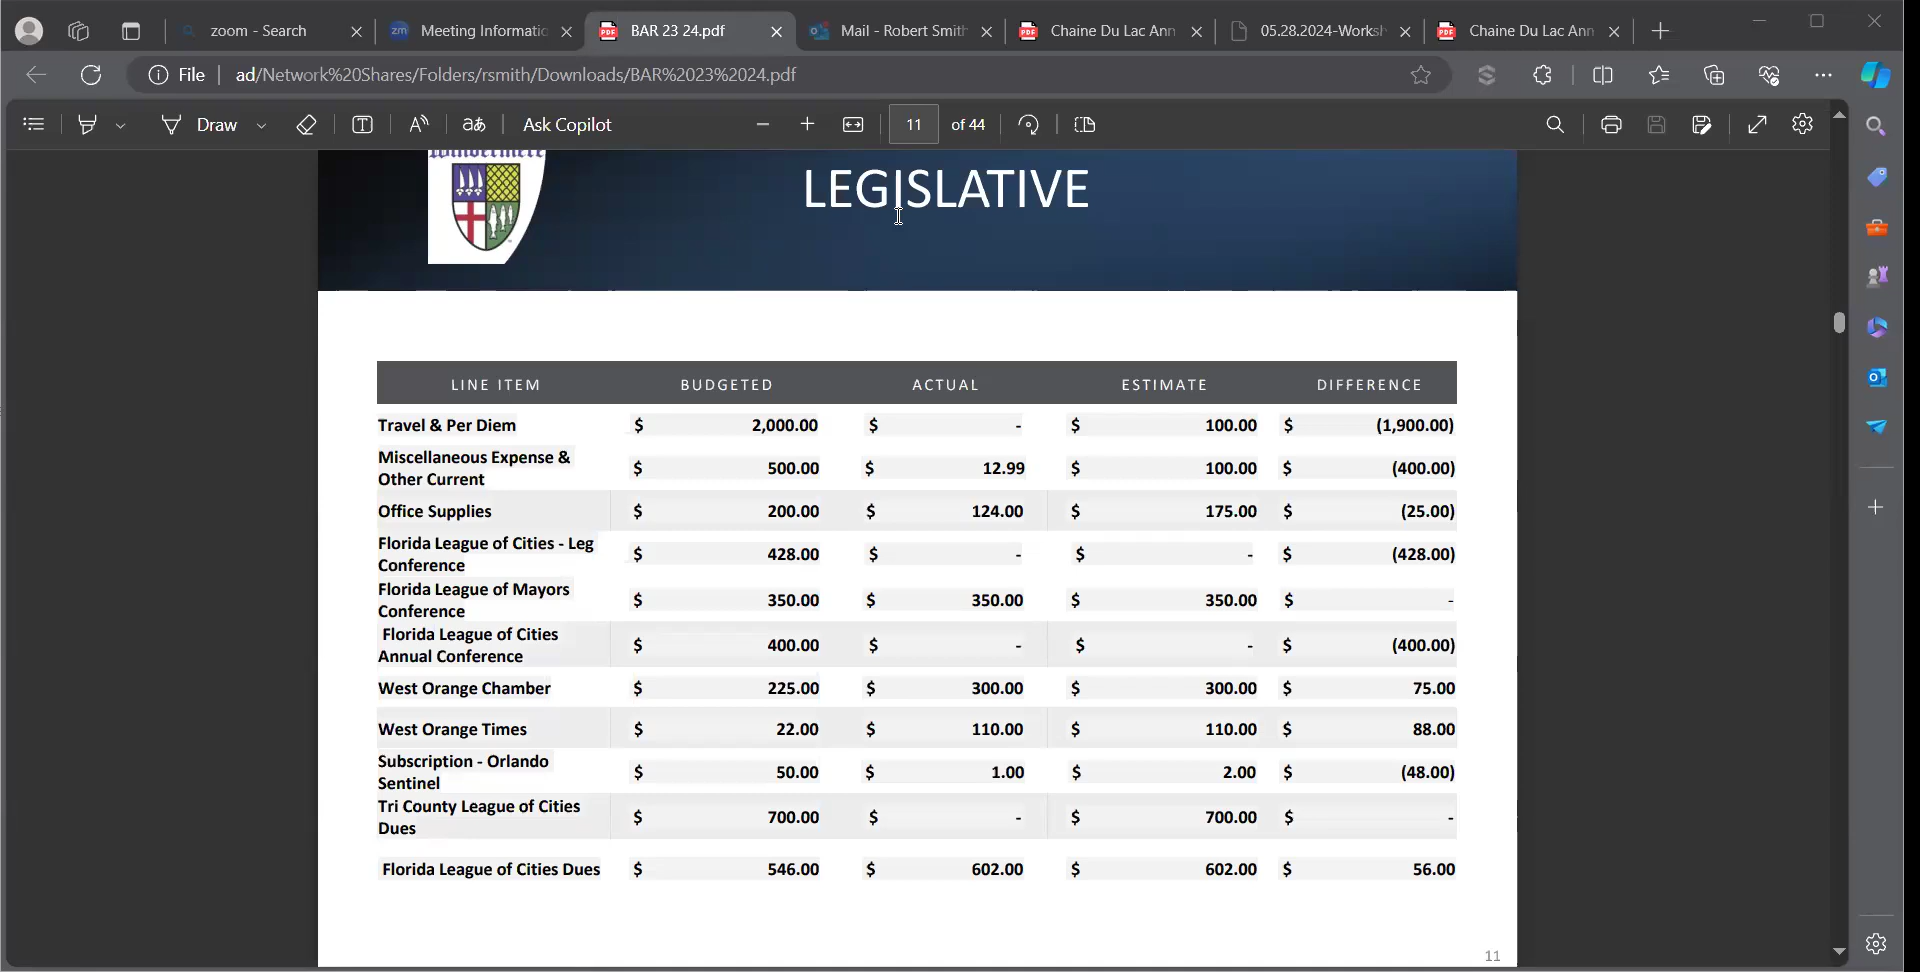 zoom - Search
Meeting Informatio
BAR 23 24.pdf
Mail - Robert Smith
Chaine Du Lac Ann
05.28.2024-Worksh
Chaine Du Lac Ann
File
ad/Network%20Shares/Folders/rsmith/Downloads/BAR%2023%2024.pdf
Draw
Ask Copilot
11 of 44
Windermere
LEGISLATIVE
LINE ITEM BUDGETED ACTUAL ESTIMATE DIFFERENCE
Travel & Per Diem $ 2,000.00 $ - $ 100.00 $ (1,900.00)
Miscellaneous Expense &
Other Current $ 500.00 $ 12.99 $ 100.00 $ (400.00)
Office Supplies $ 200.00 $ 124.00 $ 175.00 $ (25.00)
Florida League of Cities - Leg
Conference $ 428.00 $ - $ - $ (428.00)
Florida League of Mayors
Conference $ 350.00 $ 350.00 $ 350.00 $ -
Florida League of Cities
Annual Conference $ 400.00 $ - $ - $ (400.00)
West Orange Chamber $ 225.00 $ 300.00 $ 300.00 $ 75.00
West Orange Times $ 22.00 $ 110.00 $ 110.00 $ 88.00
Subscription - Orlando
Sentinel $ 50.00 $ 1.00 $ 2.00 $ (48.00)
Tri County League of Cities
Dues $ 700.00 $ - $ 700.00 $ -
Florida League of Cities Dues $ 546.00 $ 602.00 $ 602.00 $ 56.00
11